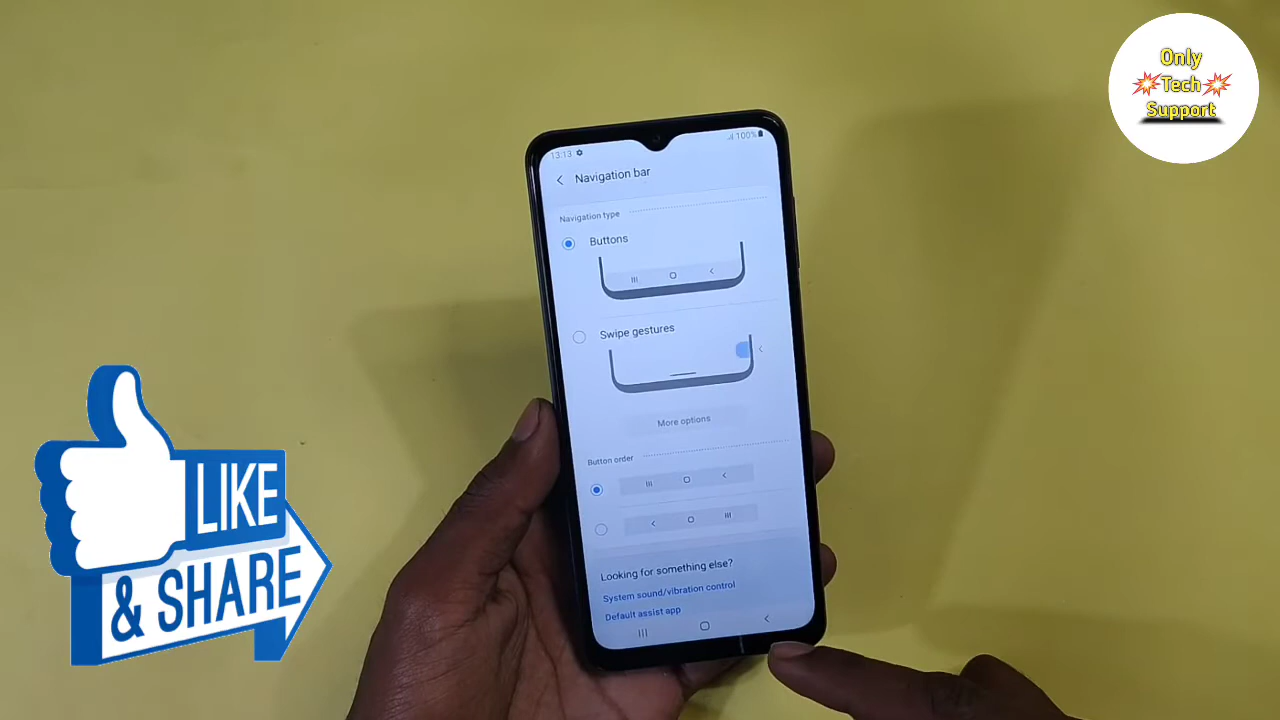 Only
Tech
Support
13:13
100%
Navigation bar
Navigation type
Buttons
Swipe gestures
More options
Button order
Looking for something else?
System sound/vibration control
Default assist app
LIKE
& SHARE